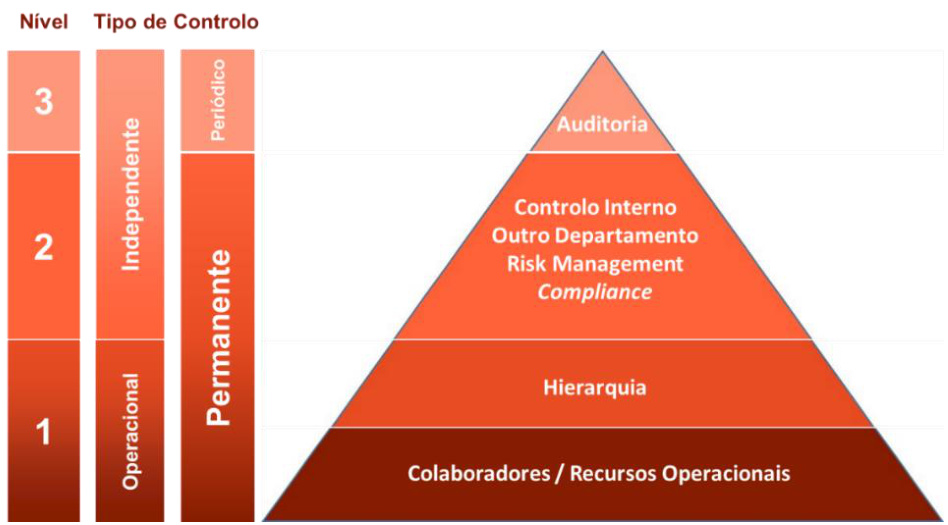 Nível Tipo de Controlo
3
Independente
Periódico
Auditoria
2
Permanente
Controlo Interno
Outro Departamento
Risk Management
Compliance
1
Operacional
Hierarquia
Colaboradores / Recursos Operacionais